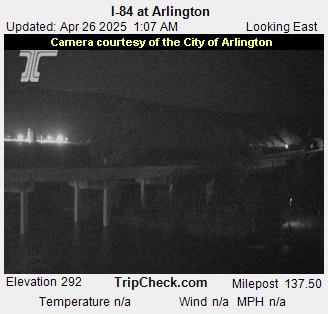 I-84 at Arlington
Updated: Apr 26 2025 1:07 AM Looking East
Camera courtesy of the City of Arlington
Elevation 292 TripCheck.com Milepost 137.50
Temperature n/a Wind n/a MPH n/a